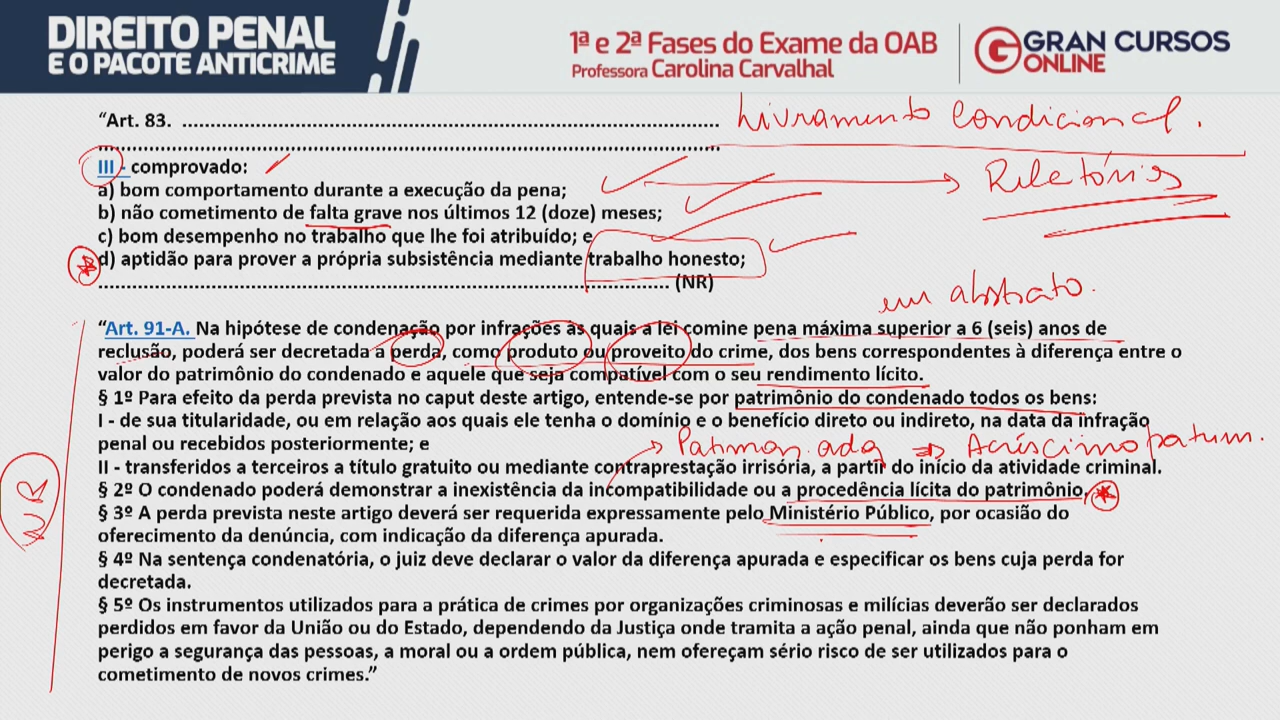 DIREITO PENAL
E O PACOTE ANTICRIME
1ª e 2ª Fases do Exame da OAB
Professora Carolina Carvalhal
GRAN CURSOS
ONLINE
“Art. 83. ................................................................................ Livramento Condicional.
................................................................................
III - comprovado:
a) bom comportamento durante a execução da pena; Relatórios
b) não cometimento de falta grave nos últimos 12 (doze) meses;
c) bom desempenho no trabalho que lhe foi atribuído; e
d) aptidão para prover a própria subsistência mediante trabalho honesto;
................................................................................ (NR)
em abstrato.
“Art. 91-A. Na hipótese de condenação por infrações às quais a lei comine pena máxima superior a 6 (seis) anos de
reclusão, poderá ser decretada a perda, como produto ou proveito do crime, dos bens correspondentes à diferença entre o
valor do patrimônio do condenado e aquele que seja compatível com o seu rendimento lícito.
§ 1º Para efeito da perda prevista no caput deste artigo, entende-se por patrimônio do condenado todos os bens:
I - de sua titularidade, ou em relação aos quais ele tenha o domínio e o benefício direto ou indireto, na data da infração
penal ou recebidos posteriormente; e
II - transferidos a terceiros a título gratuito ou mediante contraprestação irrisória, a partir do início da atividade criminal.
§ 2º O condenado poderá demonstrar a inexistência da incompatibilidade ou a procedência lícita do patrimônio.
§ 3º A perda prevista neste artigo deverá ser requerida expressamente pelo Ministério Público, por ocasião do
oferecimento da denúncia, com indicação da diferença apurada.
§ 4º Na sentença condenatória, o juiz deve declarar o valor da diferença apurada e especificar os bens cuja perda for
decretada.
§ 5º Os instrumentos utilizados para a prática de crimes por organizações criminosas e milícias deverão ser declarados
perdidos em favor da União ou do Estado, dependendo da Justiça onde tramita a ação penal, ainda que não ponham em
perigo a segurança das pessoas, a moral ou a ordem pública, nem ofereçam sério risco de ser utilizados para o
cometimento de novos crimes.”